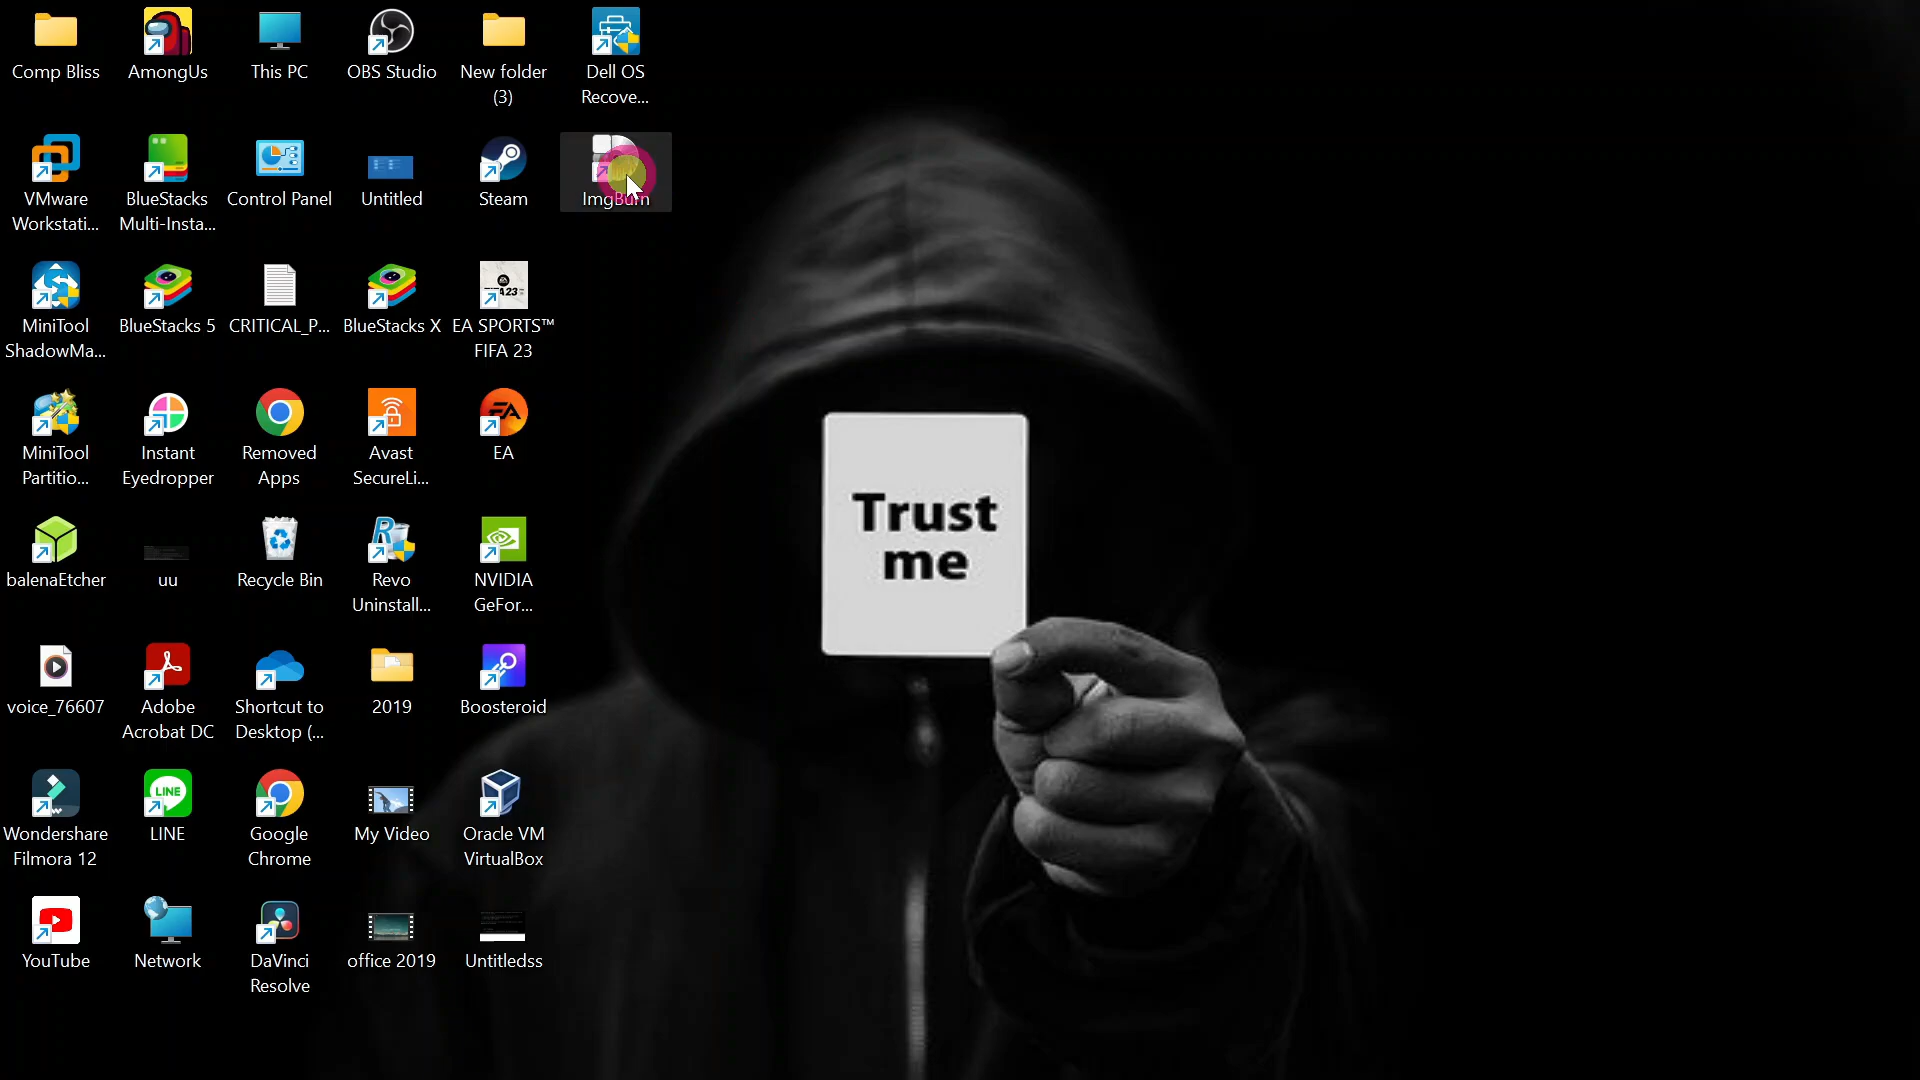 Comp Bliss
AmongUs
This PC
OBS Studio
New folder
(3)
Dell OS
Recove...
VMware
Workstati...
BlueStacks
Multi-Insta...
Control Panel
Untitled
Steam
ImgBurn
MiniTool
ShadowMa...
BlueStacks 5
CRITICAL_P...
BlueStacks X
EA SPORTS™
FIFA 23
MiniTool
Partitio...
Instant
Eyedropper
Removed
Apps
Avast
SecureLi...
EA
balenaEtcher
uu
Recycle Bin
Revo
Uninstall...
NVIDIA
GeFor...
voice_76607
Adobe
Acrobat DC
Shortcut to
Desktop (...
2019
Boosteroid
Wondershare
Filmora 12
LINE
Google
Chrome
My Video
Oracle VM
VirtualBox
YouTube
Network
DaVinci
Resolve
office 2019
Untitledss
Trust
me